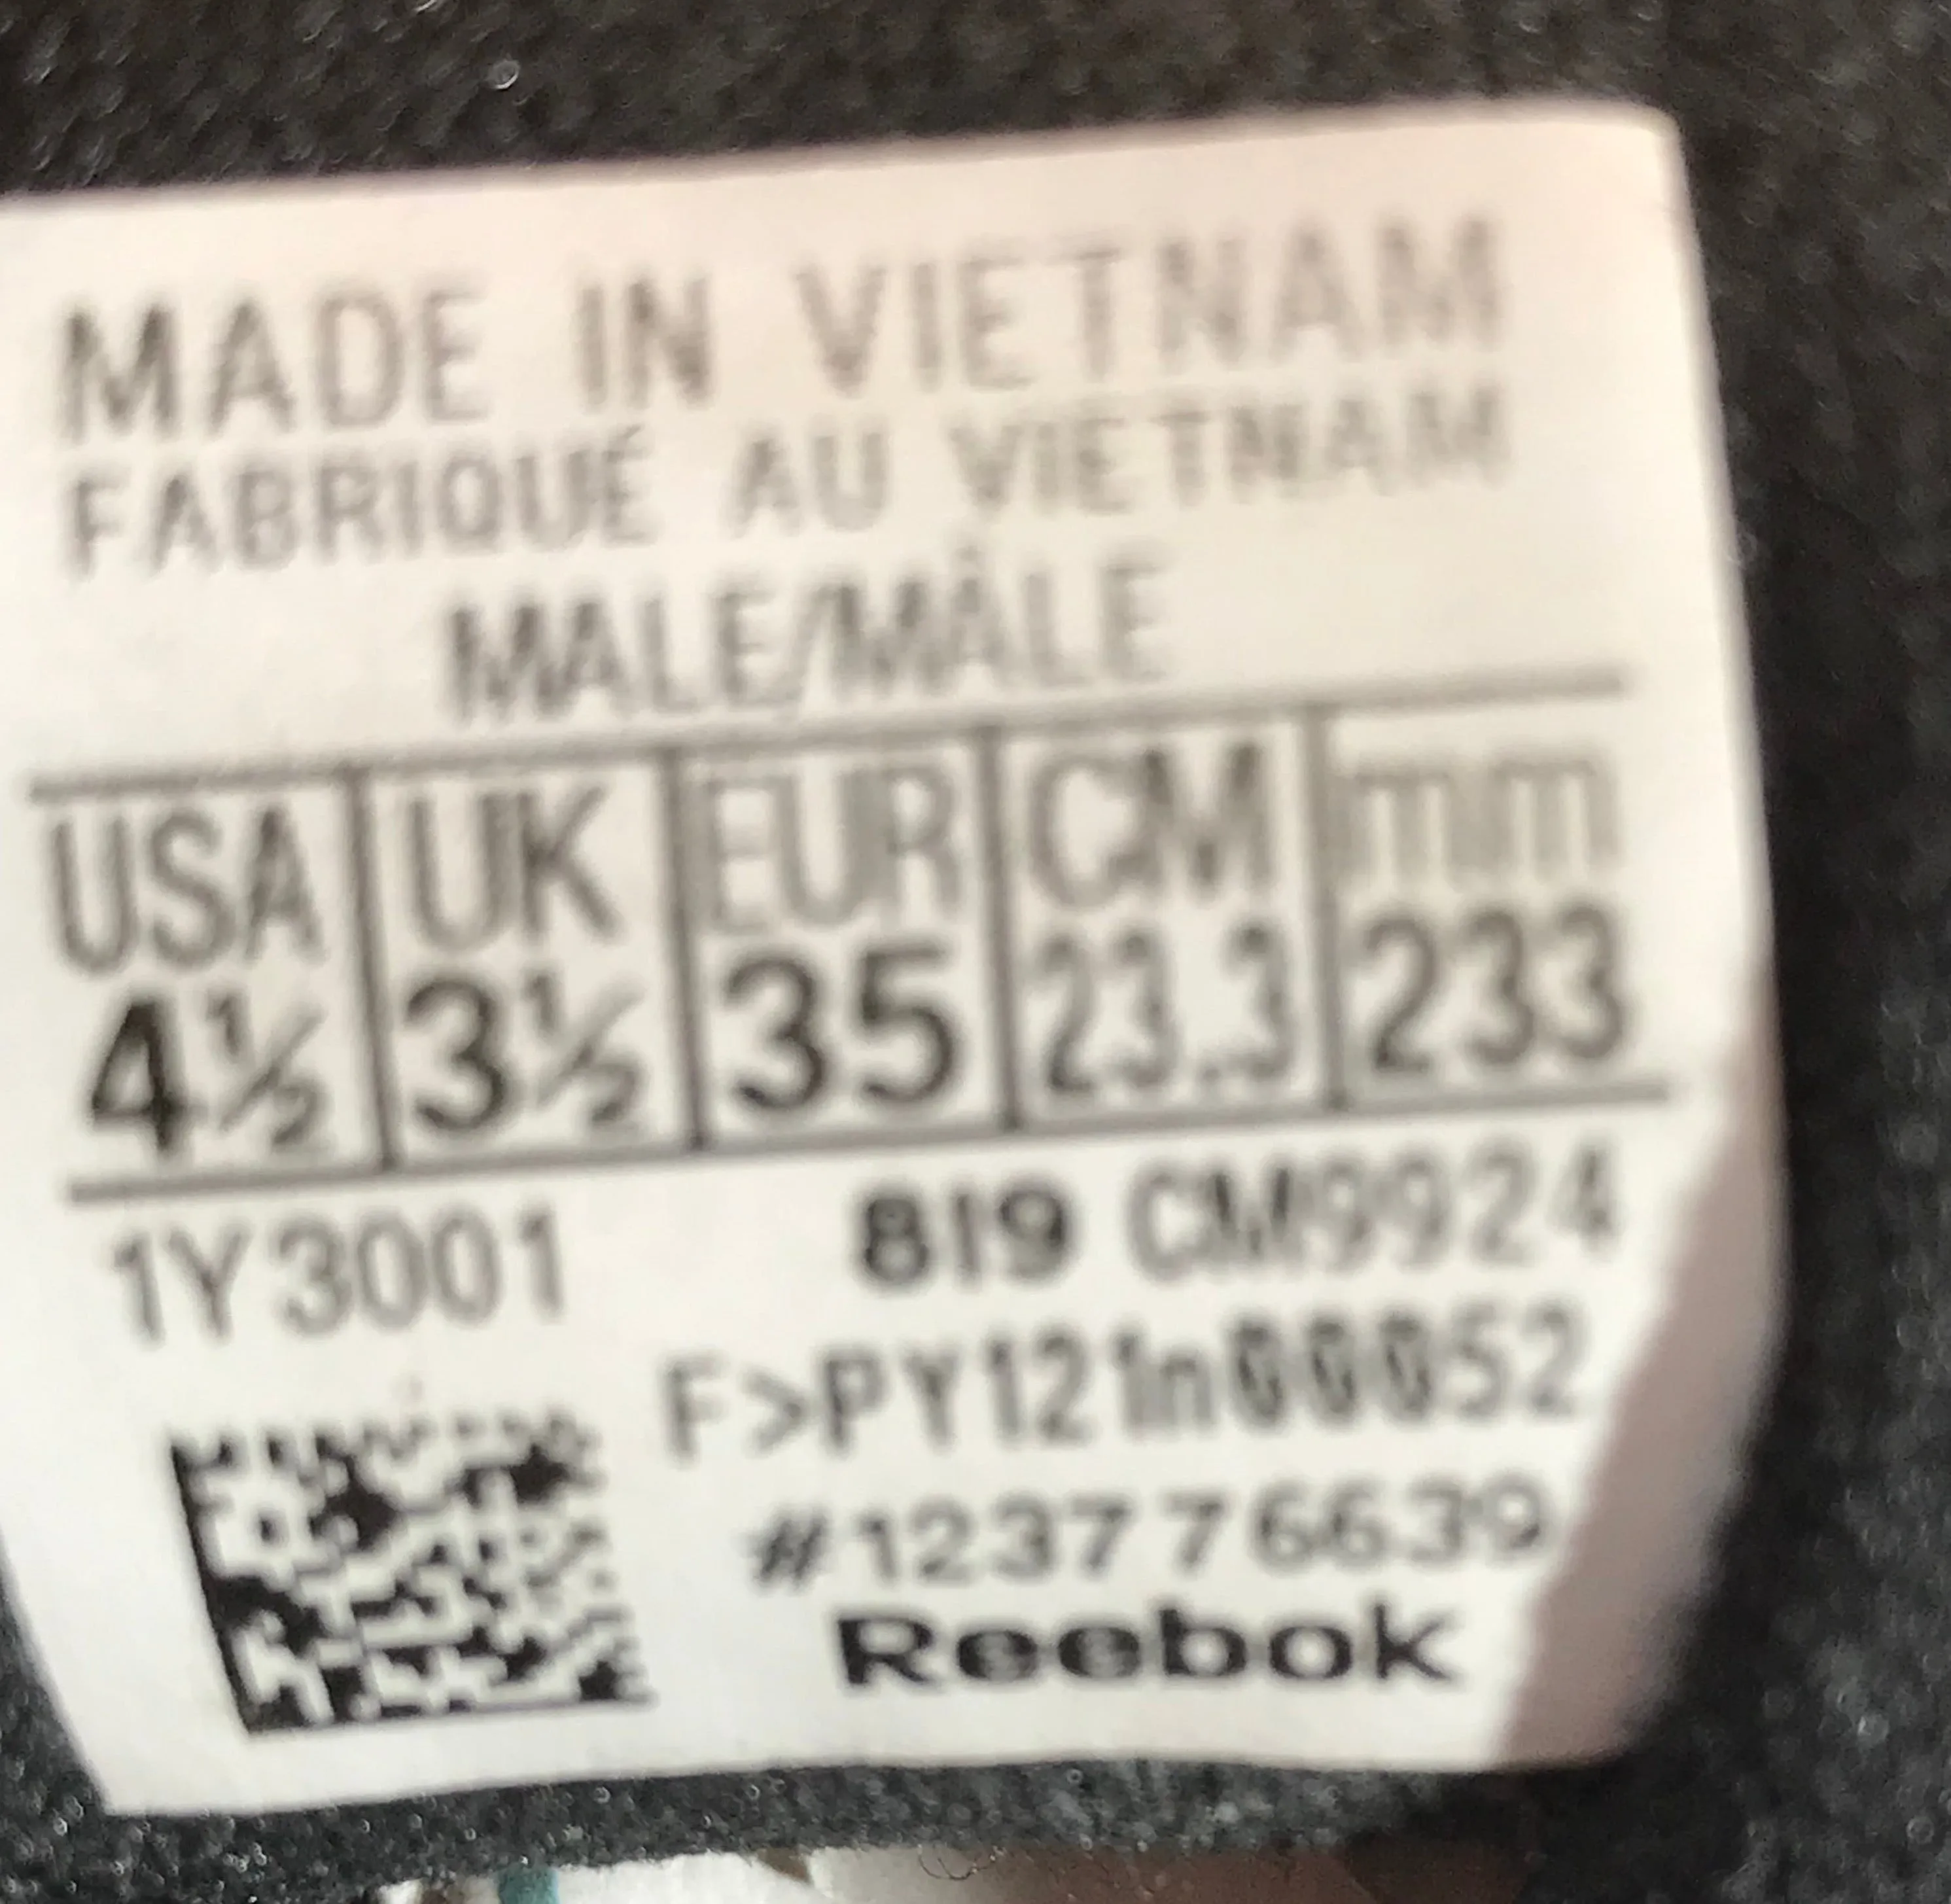 MADE IN VIETNAM
FABRIQUÉ AU VIETNAM
MALE/MÂLE
USA UK EUR CM mm
4½ 3½ 35 23.3 233
1Y3001 819 CM9924
F>PY121n00052
#123776639
Reebok